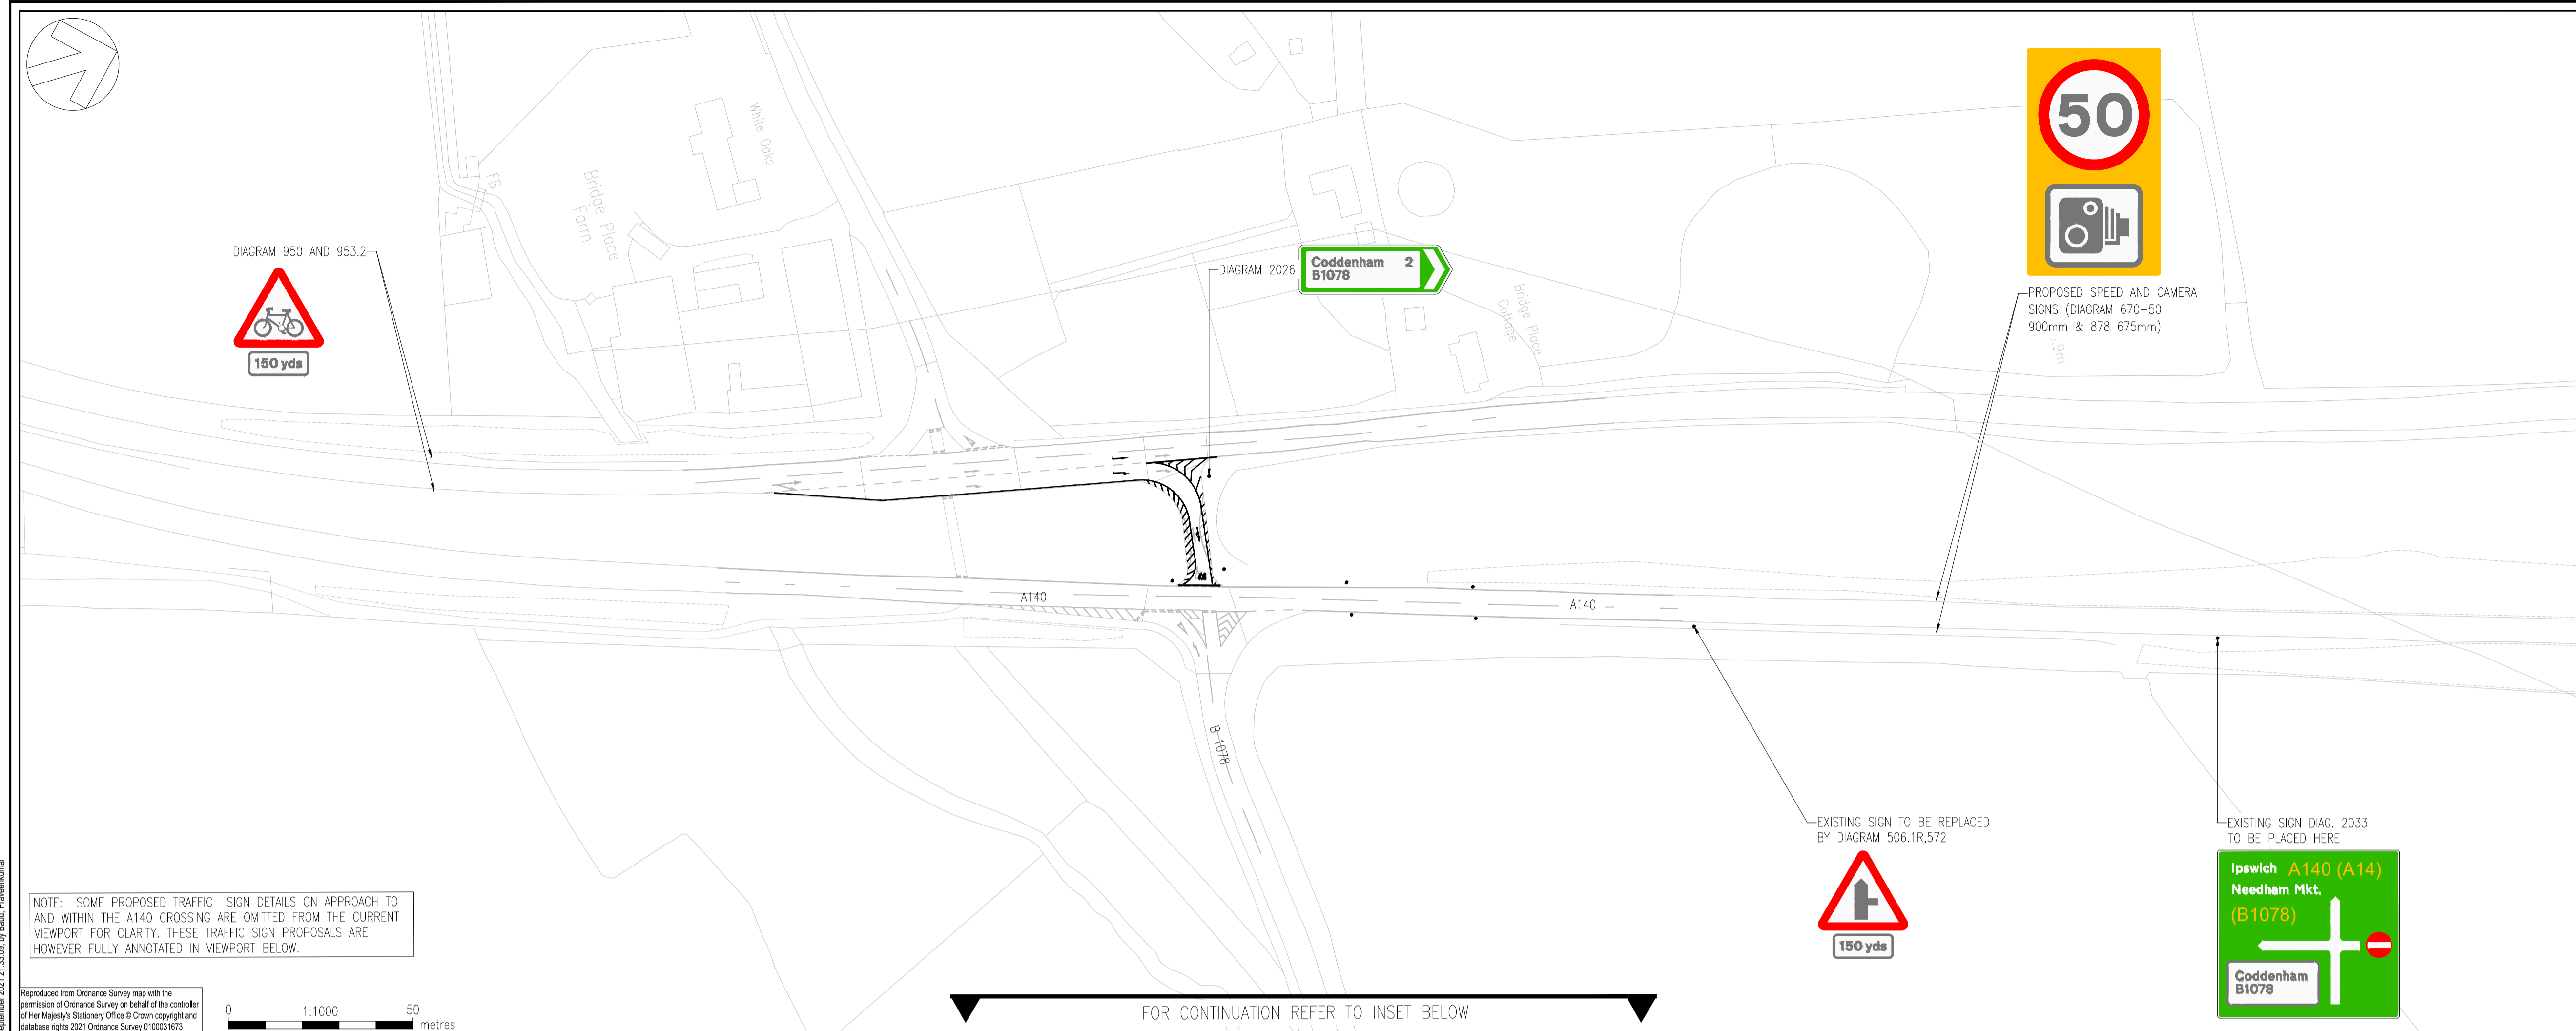 White Oaks
FB
Bridge Place
Farm
DIAGRAM 950 AND 953.2
150 yds
DIAGRAM 2026
Coddenham 2
B1078
Bridge Place
Cottage
50
PROPOSED SPEED AND CAMERA
SIGNS (DIAGRAM 670-50
900mm & 878 675mm)
.9m
A140
A140
B 1078
EXISTING SIGN TO BE REPLACED
BY DIAGRAM 506.1R,572
150 yds
EXISTING SIGN DIAG. 2033
TO BE PLACED HERE
Ipswich A140 (A14)
Needham Mkt.
(B1078)
Coddenham
B1078
NOTE: SOME PROPOSED TRAFFIC SIGN DETAILS ON APPROACH TO
AND WITHIN THE A140 CROSSING ARE OMITTED FROM THE CURRENT
VIEWPORT FOR CLARITY. THESE TRAFFIC SIGN PROPOSALS ARE
HOWEVER FULLY ANNOTATED IN VIEWPORT BELOW.
Reproduced from Ordnance Survey map with the
permission of Ordnance Survey on behalf of the controller
of Her Majesty's Stationery Office © Crown copyright and
database rights 2021 Ordnance Survey 0100031673
0 1:1000 50
metres
FOR CONTINUATION REFER TO INSET BELOW